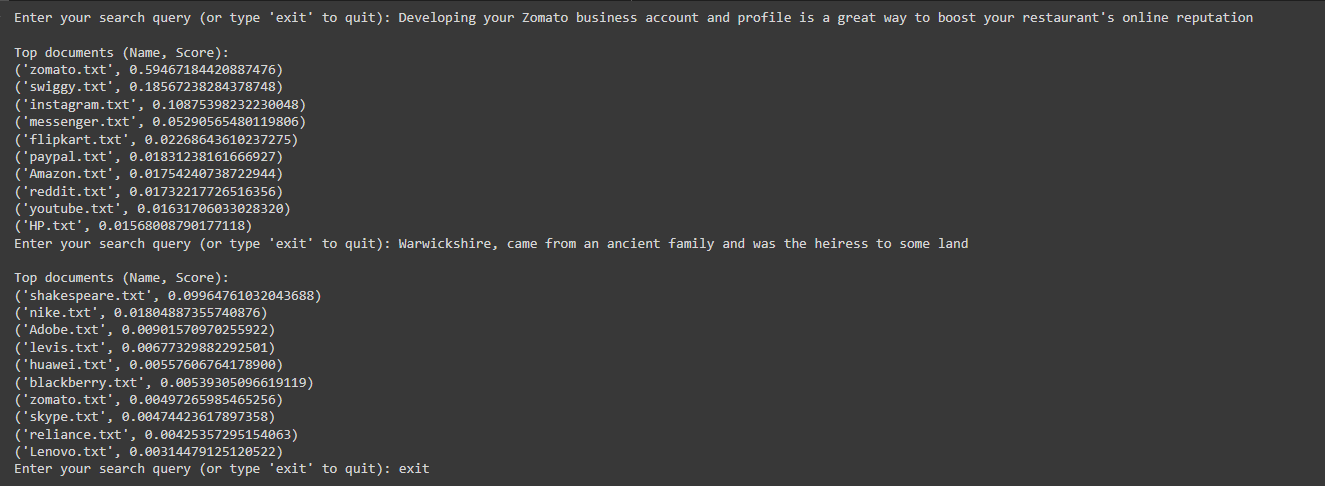 Enter your search query (or type 'exit' to quit): Developing your Zomato business account and profile is a great way to boost your restaurant's online reputation
Top documents (Name, Score):
('zomato.txt', 0.59467184420887476)
('swiggy.txt', 0.18567238284378748)
('instagram.txt', 0.10875398232230048)
('messenger.txt', 0.05290565480119806)
('flipkart.txt', 0.02268643610237275)
('paypal.txt', 0.01831238161666927)
('Amazon.txt', 0.01754240738722944)
('reddit.txt', 0.01732217726516356)
('youtube.txt', 0.01631706033028320)
('HP.txt', 0.01568008790177118)
Enter your search query (or type 'exit' to quit): Warwickshire, came from an ancient family and was the heiress to some land
Top documents (Name, Score):
('shakespeare.txt', 0.09964761032043688)
('nike.txt', 0.01804887355740876)
('Adobe.txt', 0.00901570970255922)
('levis.txt', 0.00677329882292501)
('huawei.txt', 0.00557606764178900)
('blackberry.txt', 0.00539305096619119)
('zomato.txt', 0.00497265985465256)
('skype.txt', 0.00474423617897358)
('reliance.txt', 0.00425357295154063)
('Lenovo.txt', 0.00314479125120522)
Enter your search query (or type 'exit' to quit): exit